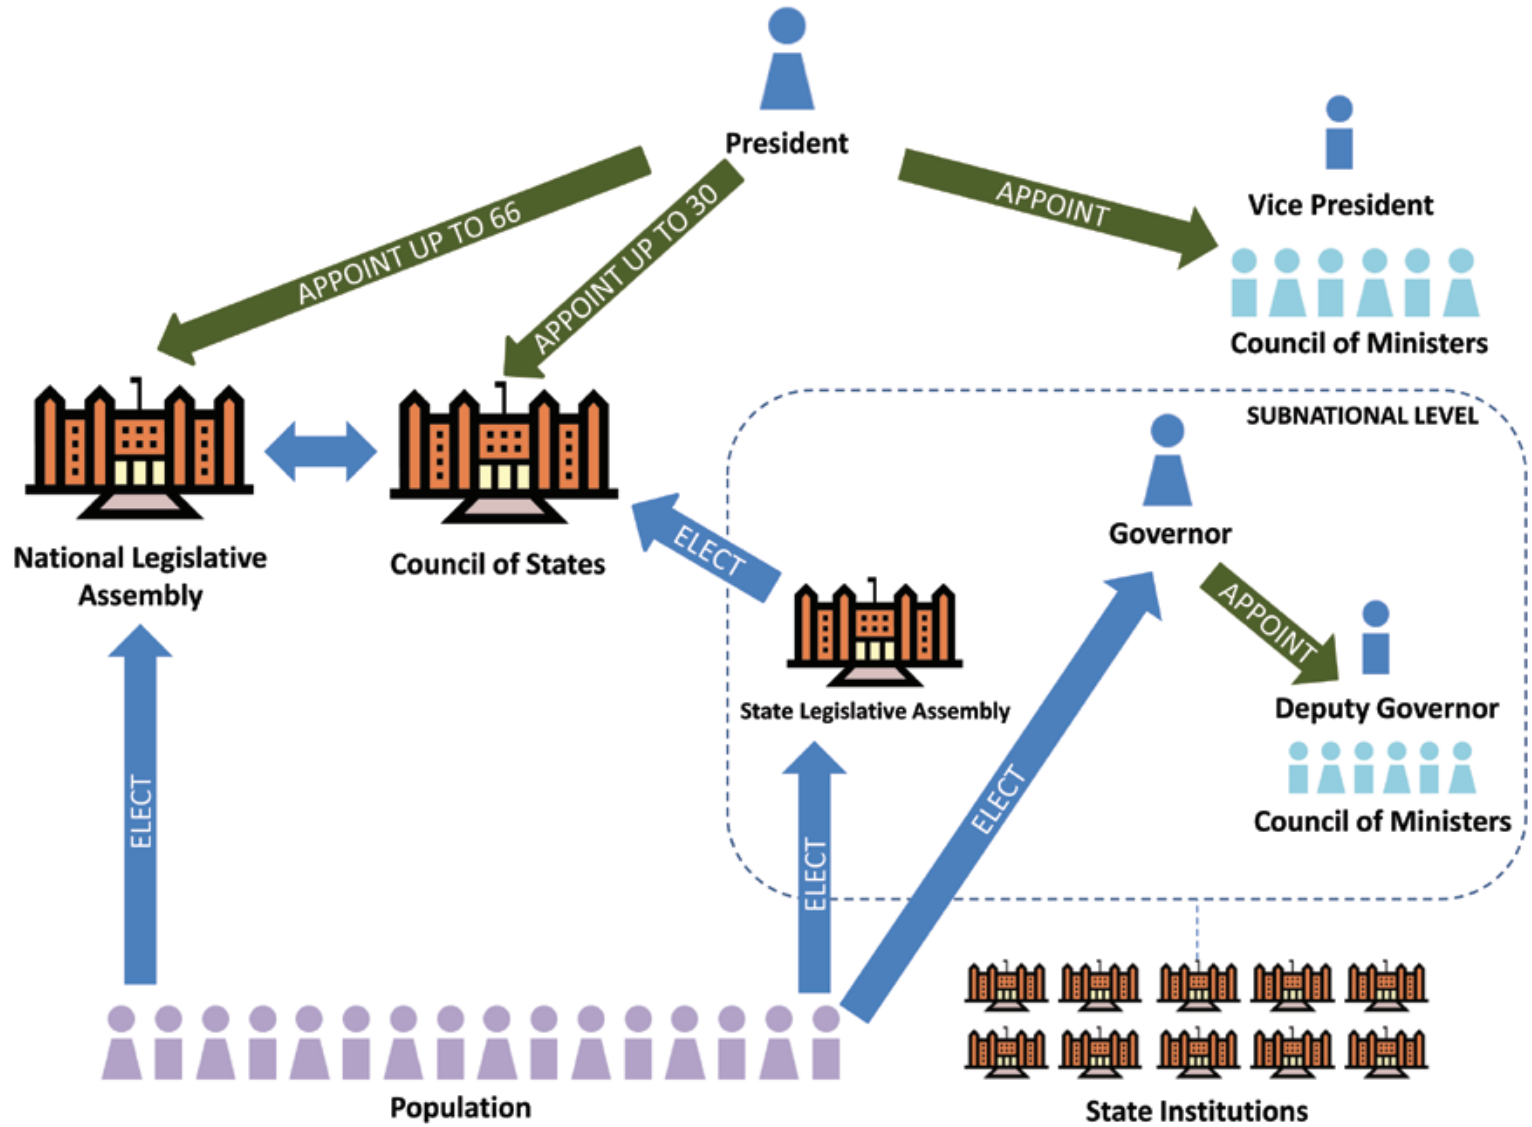 President
Vice President
APPOINT UP TO 66
APPOINT UP TO 30
APPOINT
Council of Ministers
SUBNATIONAL LEVEL
National Legislative
Assembly
Council of States
ELECT
Governor
APPOINT
State Legislative Assembly
Deputy Governor
Council of Ministers
ELECT
ELECT
ELECT
Population
State Institutions